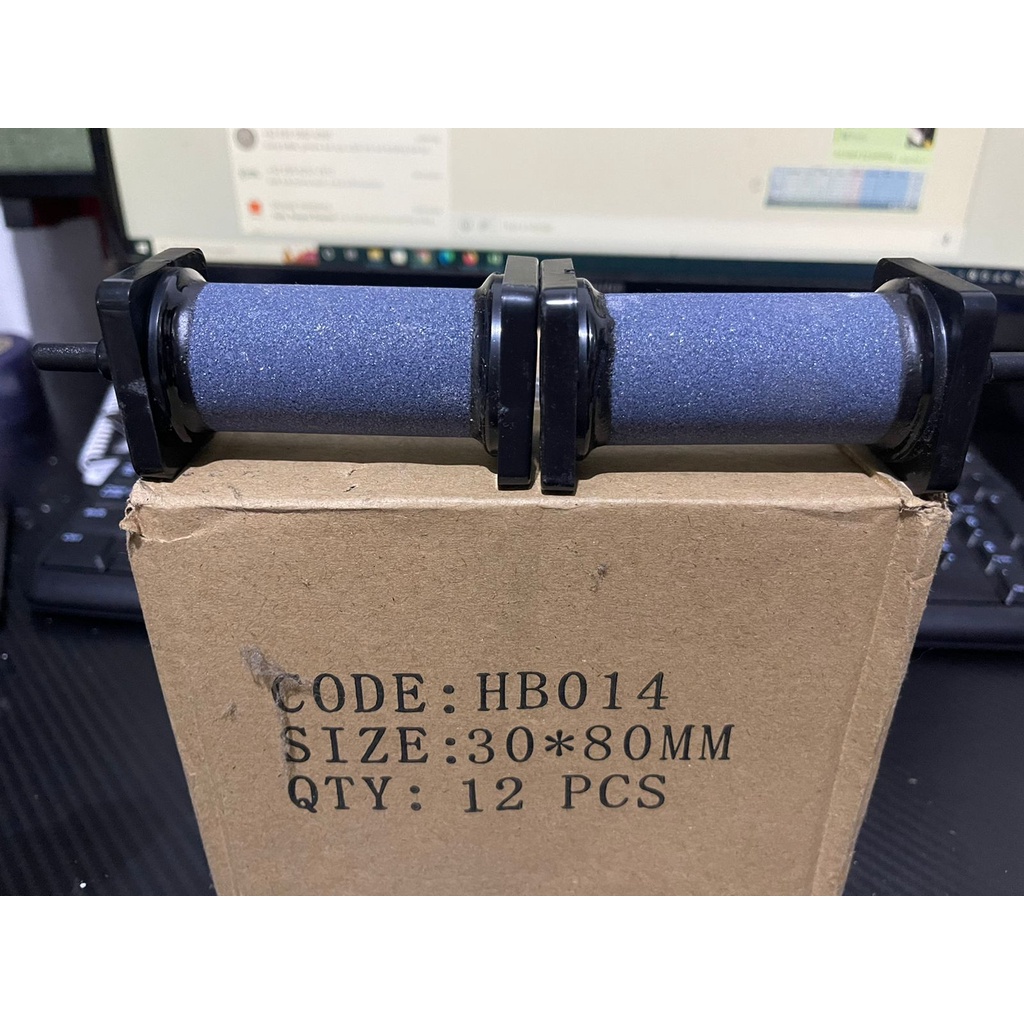 CODE:HB014
SIZE:30*80MM
QTY: 12 PCS